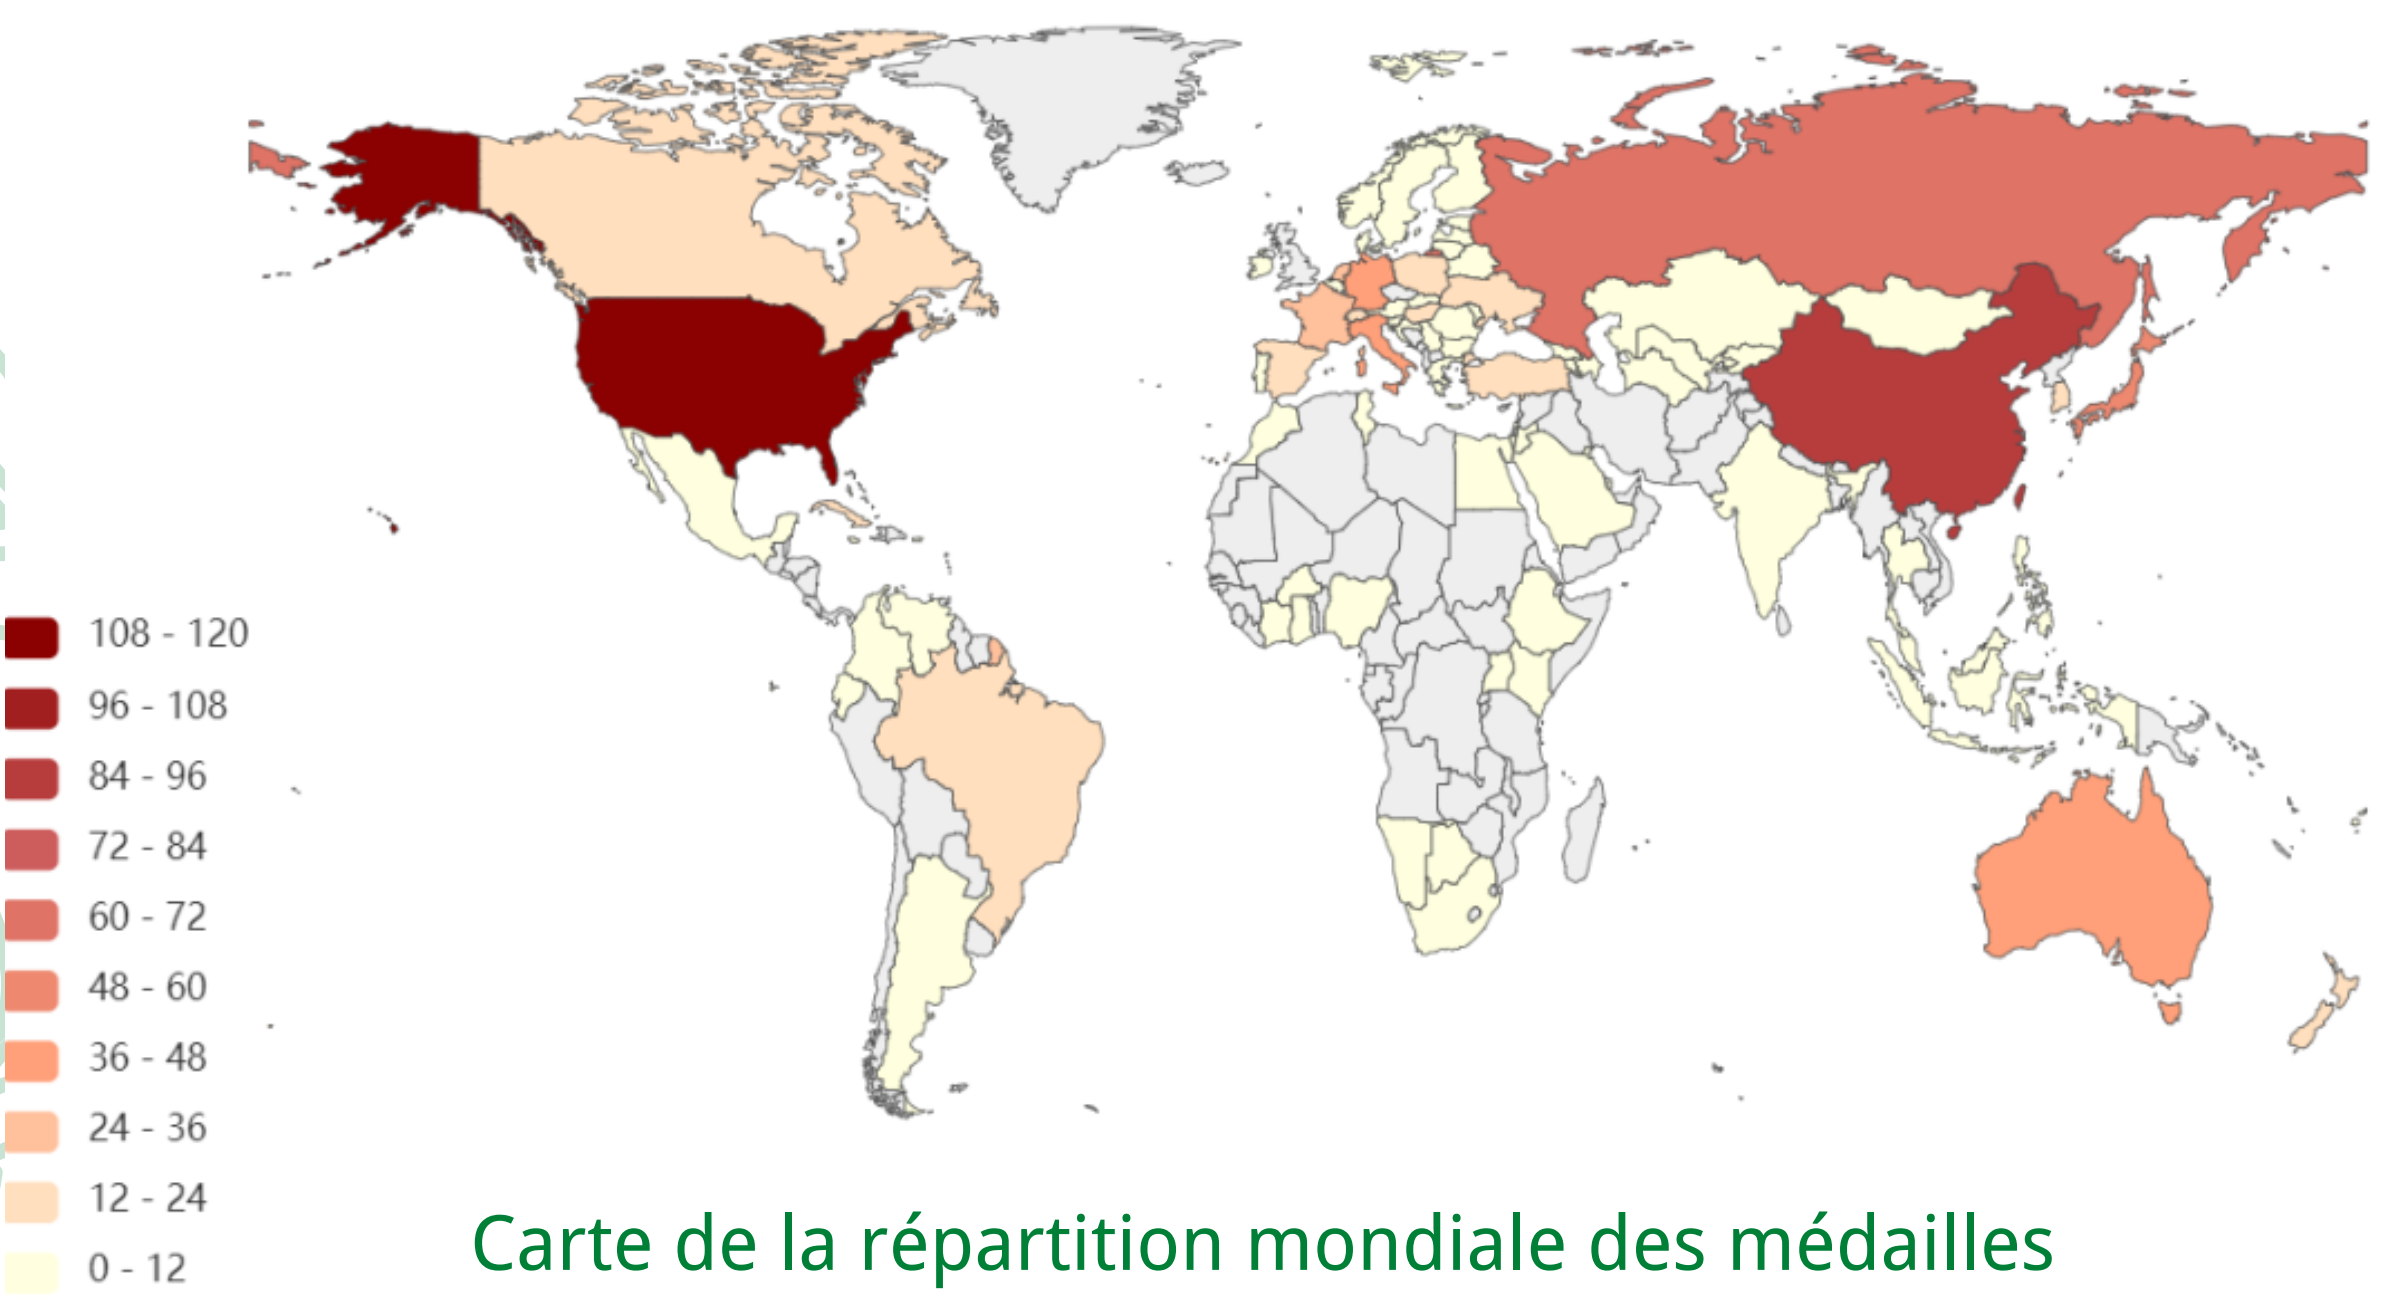 108 - 120
96 - 108
84 - 96
72 - 84
60 - 72
48 - 60
36 - 48
24 - 36
12 - 24
0 - 12
Carte de la répartition mondiale des médailles